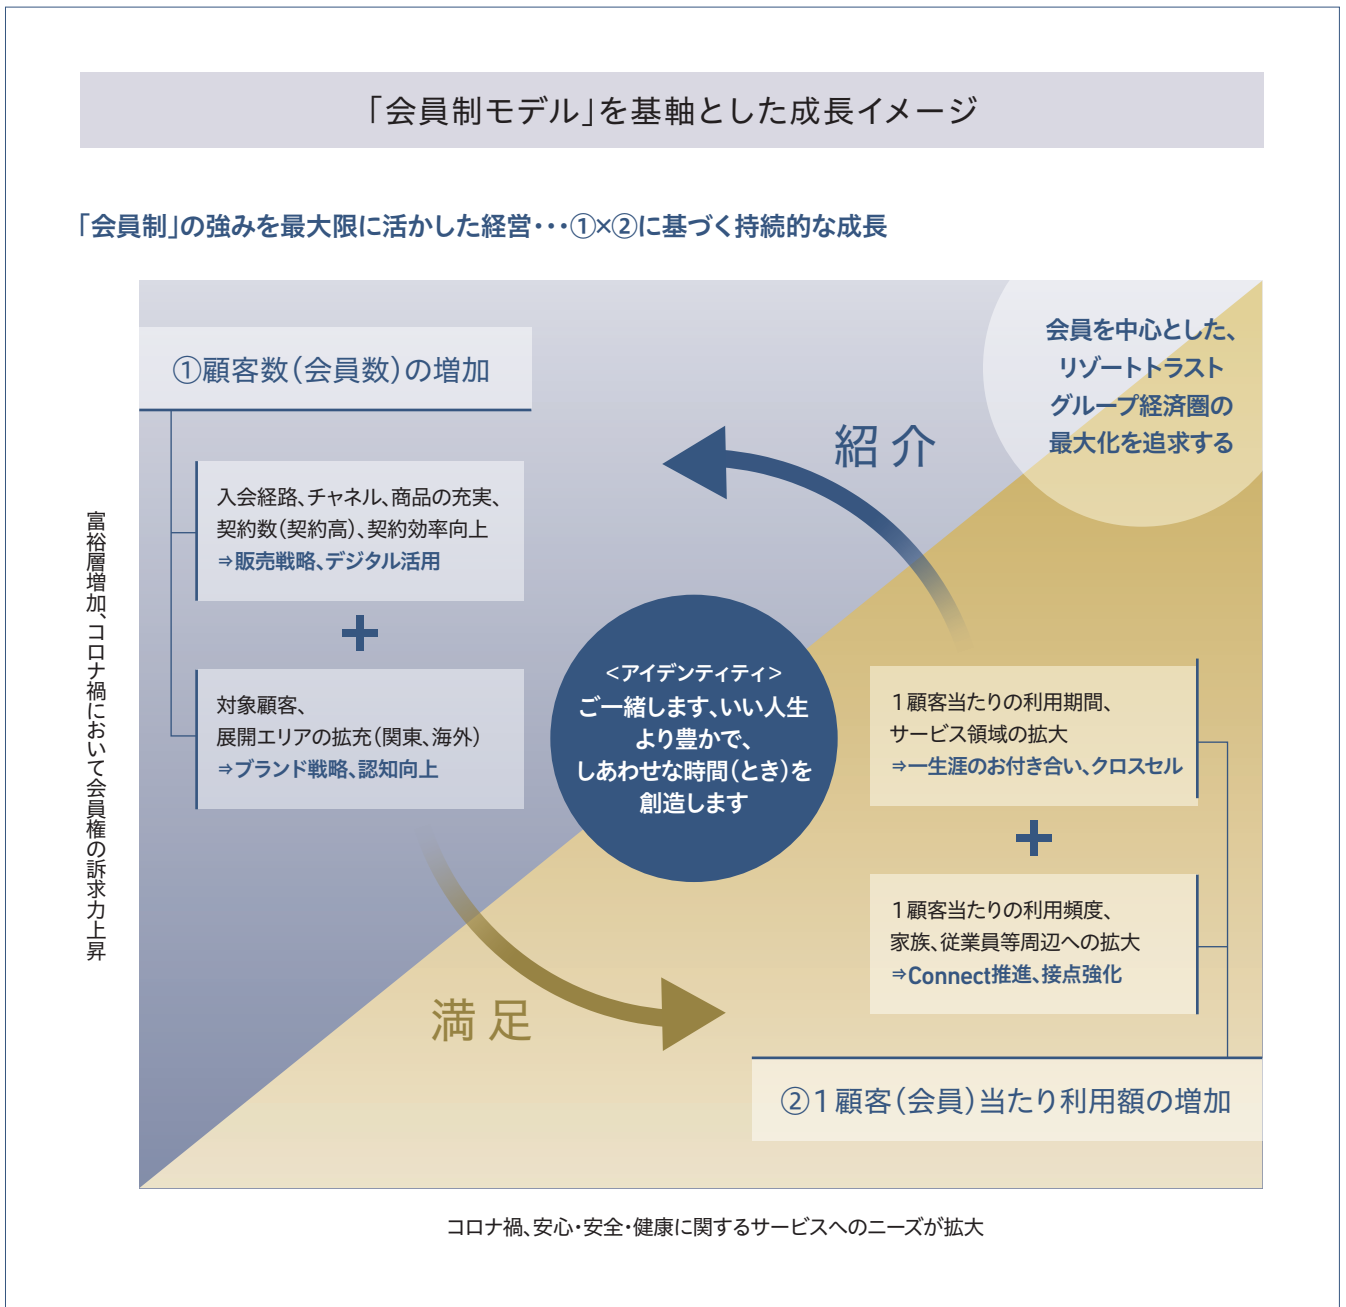 「会員制モデル」を基軸とした成長イメージ
「会員制」の強みを最大限に活かした経営･･･①×②に基づく持続的な成長
会員を中心とした、
リゾートトラスト
グループ経済圏の
最大化を追求する
①顧客数（会員数）の増加
紹介
入会経路、チャネル、商品の充実、
契約数（契約高）、契約効率向上
⇒販売戦略、デジタル活用
+
対象顧客、
展開エリアの拡充（関東、海外）
⇒ブランド戦略、認知向上
富裕層増加、コロナ禍において会員権の訴求力上昇
<アイデンティティ>
ご一緒します、いい人生
より豊かで、
しあわせな時間（とき）を
創造します
1顧客当たりの利用期間、
サービス領域の拡大
⇒一生涯のお付き合い、クロスセル
+
1顧客当たりの利用頻度、
家族、従業員等周辺への拡大
⇒Connect推進、接点強化
満足
②1顧客（会員）当たり利用額の増加
コロナ禍、安心・安全・健康に関するサービスへのニーズが拡大